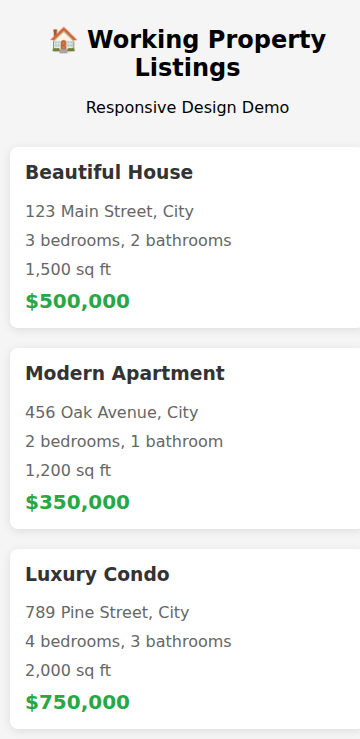 🏠 Working Property
Listings
Responsive Design Demo
Beautiful House
123 Main Street, City
3 bedrooms, 2 bathrooms
1,500 sq ft
$500,000
Modern Apartment
456 Oak Avenue, City
2 bedrooms, 1 bathroom
1,200 sq ft
$350,000
Luxury Condo
789 Pine Street, City
4 bedrooms, 3 bathrooms
2,000 sq ft
$750,000